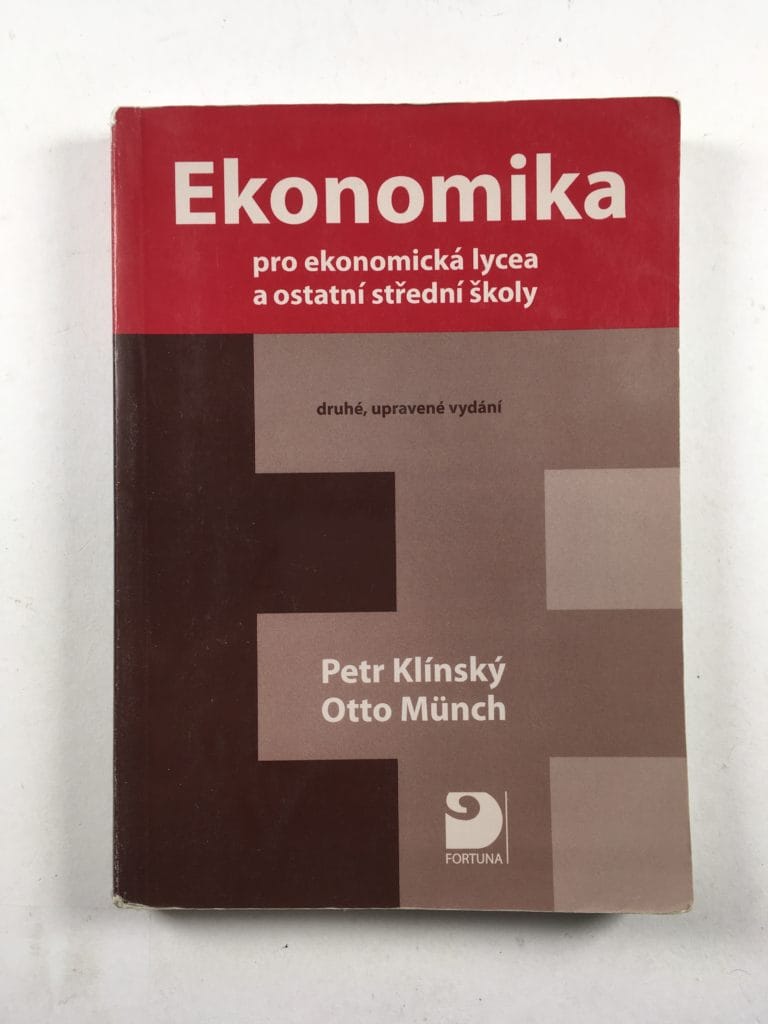 Ekonomika
pro ekonomická lycea
a ostatní střední školy
druhé, upravené vydání
Petr Klínský
Otto Münch
FORTUNA